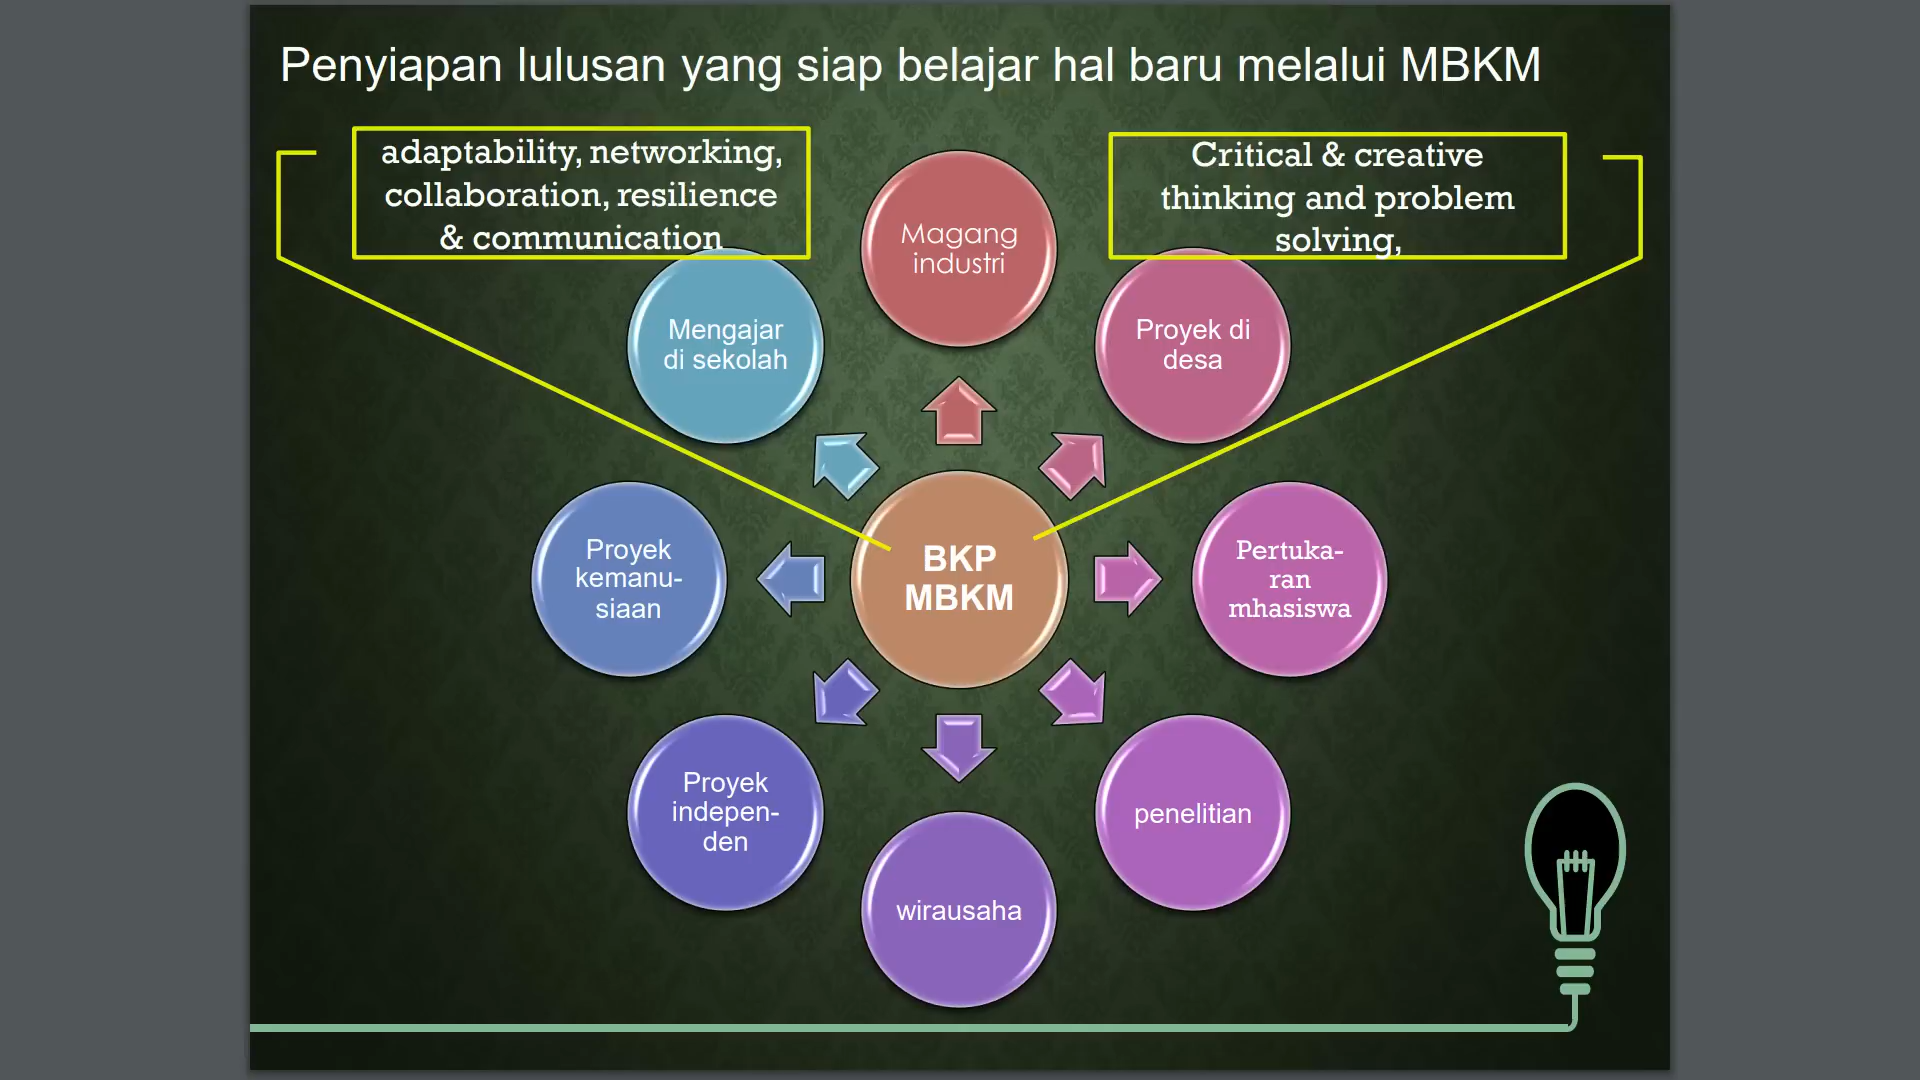 Penyiapan lulusan yang siap belajar hal baru melalui MBKM
adaptability, networking,
collaboration, resilience
& communication
Critical & creative
thinking and problem
solving,
Magang
industri
Proyek di
desa
Pertuka-
ran
mhasiswa
penelitian
wirausaha
Proyek
indepen-
den
Proyek
kemanu-
siaan
Mengajar
di sekolah
BKP
MBKM